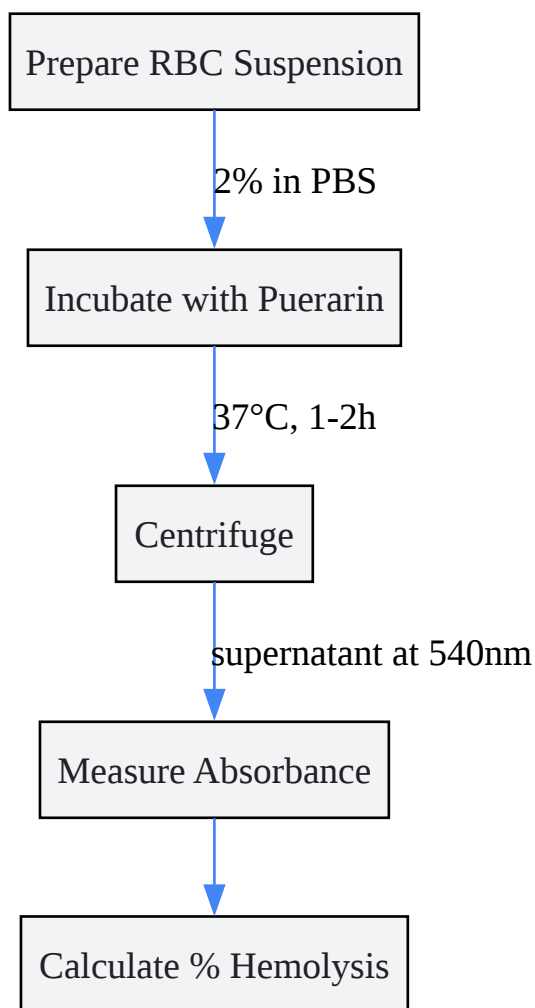 Prepare RBC Suspension
2% in PBS
Incubate with Puerarin
37°C, 1-2h
Centrifuge
supernatant at 540nm
Measure Absorbance
Calculate % Hemolysis